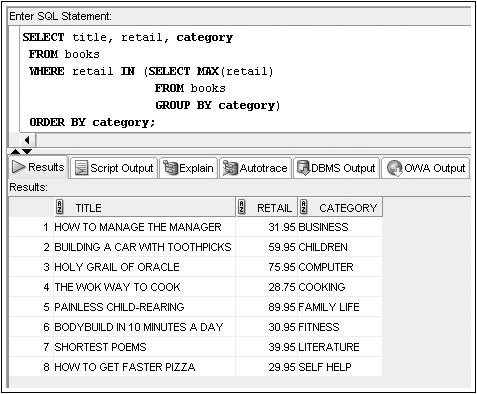 Enter SQL Statement:
SELECT title, retail, category
FROM books
WHERE retail IN (SELECT MAX(retail)
FROM books
GROUP BY category)
ORDER BY category;
Results Script Output Explain Autotrace DBMS Output OWA Output
Results:
TITLE RETAIL CATEGORY
1 HOW TO MANAGE THE MANAGER 31.95 BUSINESS
2 BUILDING A CAR WITH TOOTHPICKS 59.95 CHILDREN
3 HOLY GRAIL OF ORACLE 75.95 COMPUTER
4 THE WOK WAY TO COOK 28.75 COOKING
5 PAINLESS CHILD-REARING 89.95 FAMILY LIFE
6 BODYBUILD IN 10 MINUTES A DAY 30.95 FITNESS
7 SHORTEST POEMS 39.95 LITERATURE
8 HOW TO GET FASTER PIZZA 29.95 SELF HELP